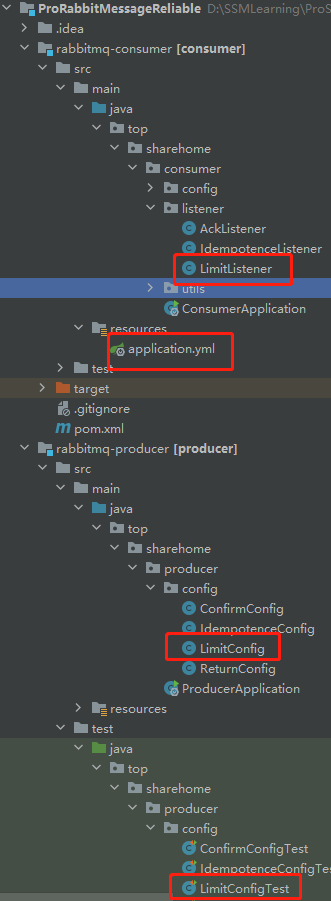 ProRabbitMessageReliable D:\SSMLearning\ProS
.idea
rabbitmq-consumer [consumer]
src
main
java
top
sharehome
consumer
config
listener
AckListener
IdempotenceListener
LimitListener
utils
ConsumerApplication
resources
application.yml
test
target
.gitignore
pom.xml
rabbitmq-producer [producer]
src
main
java
top
sharehome
producer
config
ConfirmConfig
IdempotenceConfig
LimitConfig
ReturnConfig
ProducerApplication
resources
test
java
top
sharehome
producer
config
ConfirmConfigTest
IdempotenceConfigTes
LimitConfigTest